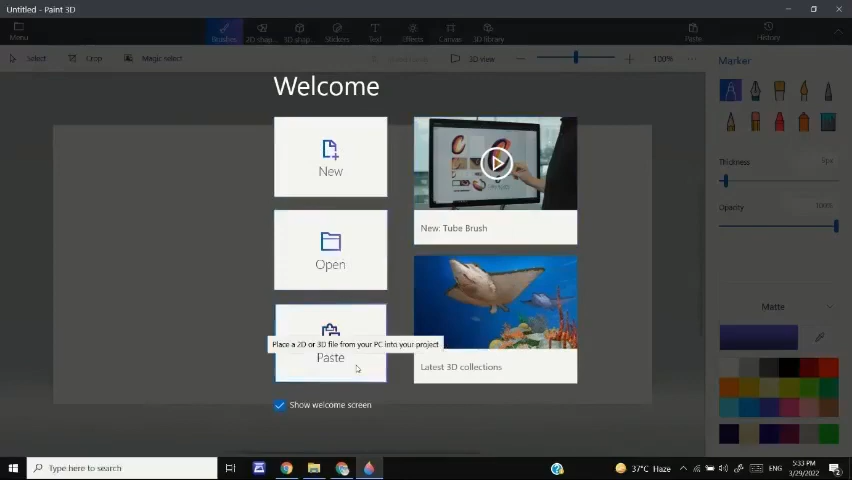 Untitled - Paint 3D
Menu
Brushes
2D shap...
3D shap...
Stickers
Text
Effects
Canvas
3D library
Paste
History
Select
Crop
Magic select
3D view
100%
Marker
Welcome
New
Open
Place a 2D or 3D file from your PC into your project
Paste
Show welcome screen
New: Tube Brush
Latest 3D collections
Thickness
Opacity
100%
Matte
Type here to search
37°C Haze
ENG
5:33 PM
3/29/2022